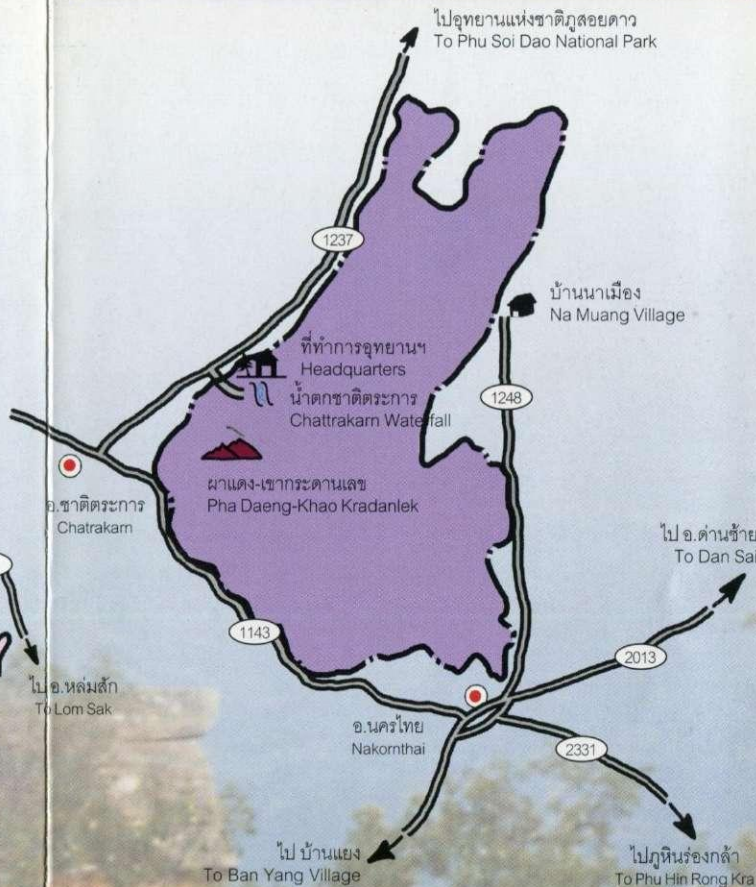 ไปอุทยานแห่งชาติภูสอยดาว
To Phu Soi Dao National Park
1237
บ้านนาเมือง
Na Muang Village
ที่ทำการอุทยานฯ
Headquarters
น้ำตกชาติตระการ
Chattrakarn Waterfall
1248
ผาแดง-เขากระดานเลข
Pha Daeng-Khao Kradanlek
อ.ชาติตระการ
Chatrakarn
ไป อ.ด่านซ้าย
To Dan Sai
1143
2013
ไป อ.หล่มสัก
To Lom Sak
อ.นครไทย
Nakornthai
2331
ไป บ้านแยง
To Ban Yang Village
ไปภูหินร่องกล้า
To Phu Hin Rong Kra